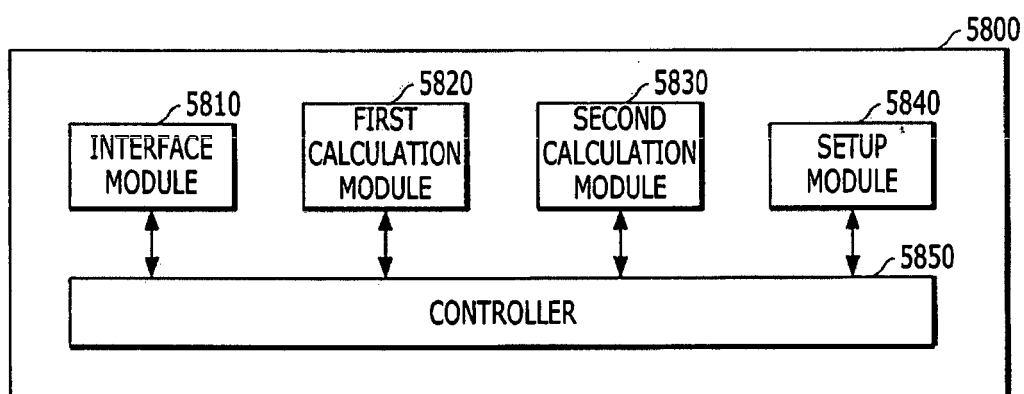 5800
5810
INTERFACE
MODULE
5820
FIRST
CALCULATION
MODULE
5830
SECOND
CALCULATION
MODULE
5840
SETUP
MODULE
5850
CONTROLLER